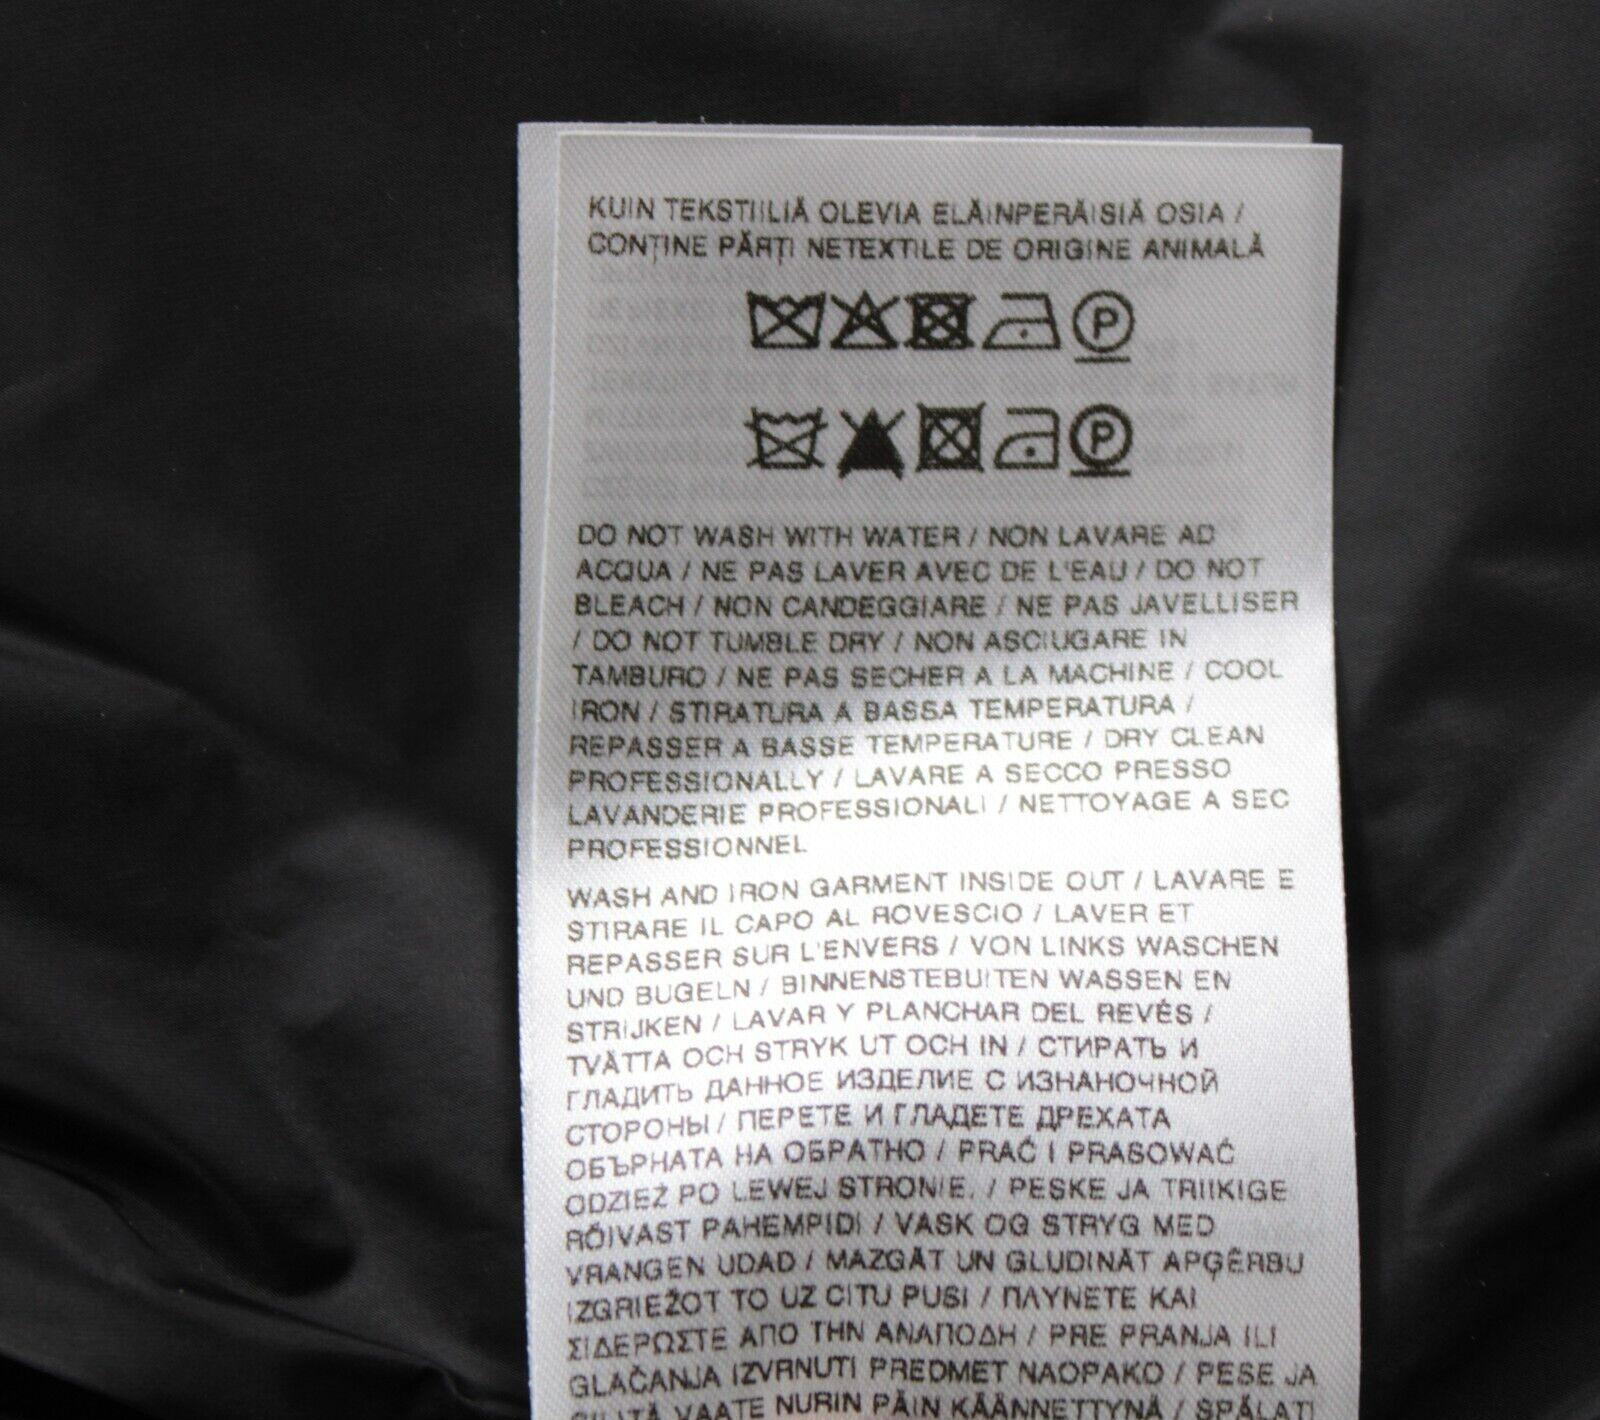 KUIN TEKSTIILIÄ OLEVIA ELÄINPERÄISIÄ OSIA /
CONȚINE PĂRȚI NETEXTILE DE ORIGINE ANIMALĂ
P
P
DO NOT WASH WITH WATER / NON LAVARE AD
ACQUA / NE PAS LAVER AVEC DE L'EAU / DO NOT
BLEACH / NON CANDEGGIARE / NE PAS JAVELLISER
/ DO NOT TUMBLE DRY / NON ASCIUGARE IN
TAMBURO / NE PAS SECHER A LA MACHINE / COOL
IRON / STIRATURA A BASSA TEMPERATURA /
REPASSER A BASSE TEMPERATURE / DRY CLEAN
PROFESSIONALLY / LAVARE A SECCO PRESSO
LAVANDERIE PROFESSIONALI / NETTOYAGE A SEC
PROFESSIONNEL
WASH AND IRON GARMENT INSIDE OUT / LAVARE E
STIRARE IL CAPO AL ROVESCIO / LAVER ET
REPASSER SUR L'ENVERS / VON LINKS WASCHEN
UND BUGELN / BINNENSTEBUITEN WASSEN EN
STRIJKEN / LAVAR Y PLANCHAR DEL REVÉS /
TVÄTTA OCH STRYK UT OCH IN / СТИРАТЬ И
ГЛАДИТЬ ДАННОЕ ИЗДЕЛИЕ С ИЗНАНОЧНОЙ
СТОРОНЫ / ПЕРЕТЕ И ГЛАДЕТЕ ДРЕХАТА
ОБЪРНАТА НА ОБРАТНО / PRAĆ I PRASOWAĆ
ODZIEŻ PO LEWEJ STRONIE. / PESKE JA TRIIKIGE
RÕIVAST PAHEMPIDI / VASK OG STRYG MED
VRANGEN UDAD / MAZGĀT UN GLUDINĀT APĢĒRBU
IZGRIEŽOT TO UZ CITU PUSI / ΠΛΥΝΕΤΕ ΚΑΙ
ΣΙΔΕΡΩΣΤΕ ΑΠΟ ΤΗΝ ΑΝΑΠΟΔΗ / PRE PRANJA ILI
GLAČANJA IZVRNUTI PREDMET NAOPAKO / PESE JA
SILITÄ VAATE NURIN PÄIN KÄÄNNETTYNÄ / SPĂLAȚI